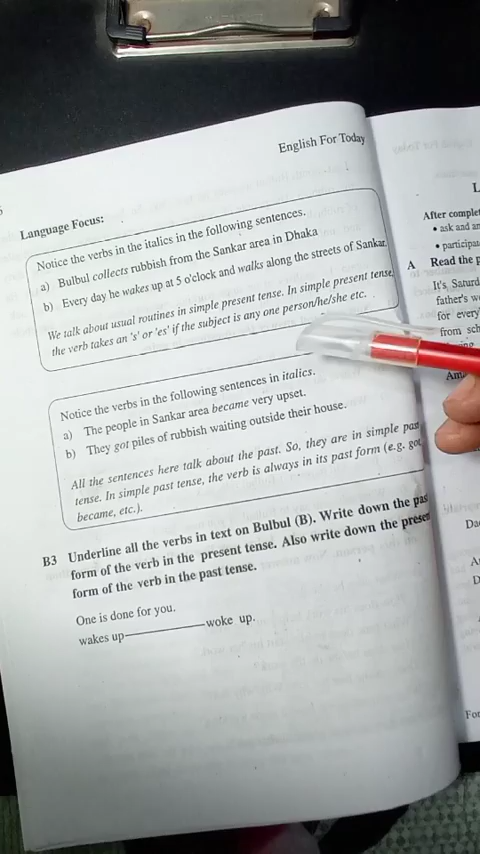 English For Today
Language Focus:
Notice the verbs in the italics in the following sentences.
a) Bulbul collects rubbish from the Sankar area in Dhaka
b) Every day he wakes up at 5 o'clock and walks along the streets of Sankar.
We talk about usual routines in simple present tense. In simple present tense,
the verb takes an 's' or 'es' if the subject is any one person/he/she etc.
Notice the verbs in the following sentences in italics.
a) The people in Sankar area became very upset.
b) They got piles of rubbish waiting outside their house.
All the sentences here talk about the past. So, they are in simple pas
tense. In simple past tense, the verb is always in its past form (e.g. got
became, etc.).
B3 Underline all the verbs in text on Bulbul (B). Write down the pas
form of the verb in the present tense. Also write down the presen
form of the verb in the past tense.
One is done for you.
wakes up————woke up.
L
After complet
• ask and an
• participat
A Read the p
It's Saturd
father's w
for every
from sch
Am
Da
A
D
For